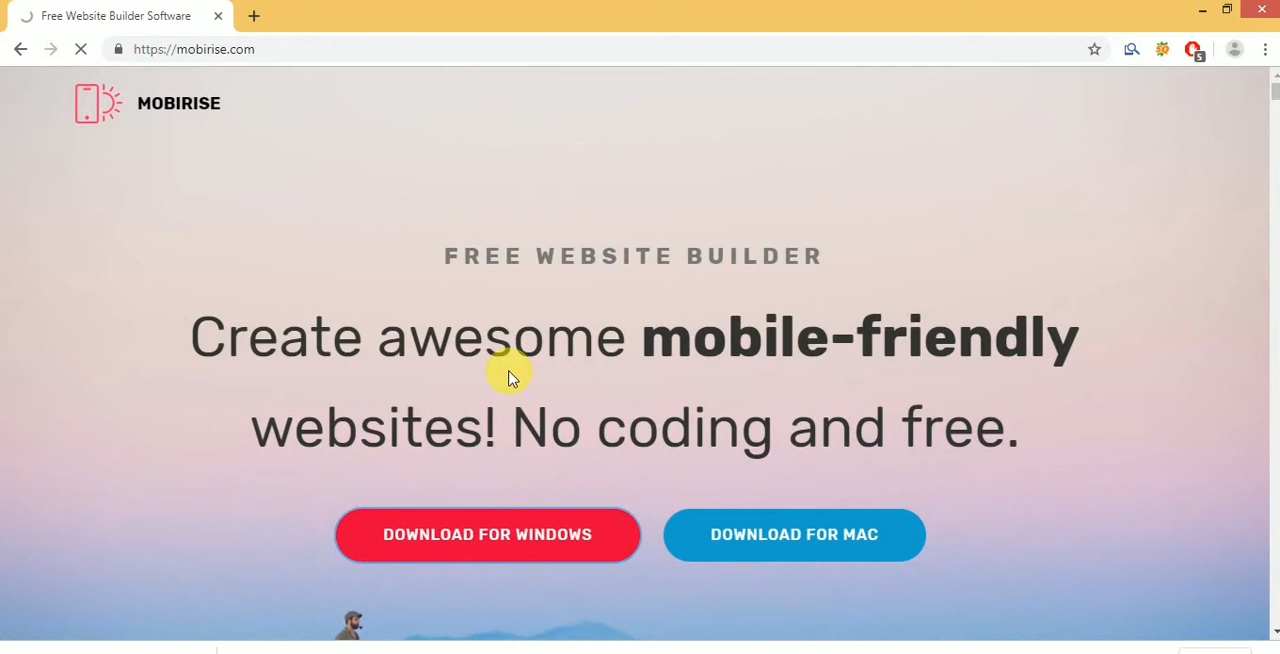 Free Website Builder Software
https://mobirise.com
5
MOBIRISE
FREE WEBSITE BUILDER
Create awesome mobile-friendly
websites! No coding and free.
DOWNLOAD FOR WINDOWS
DOWNLOAD FOR MAC